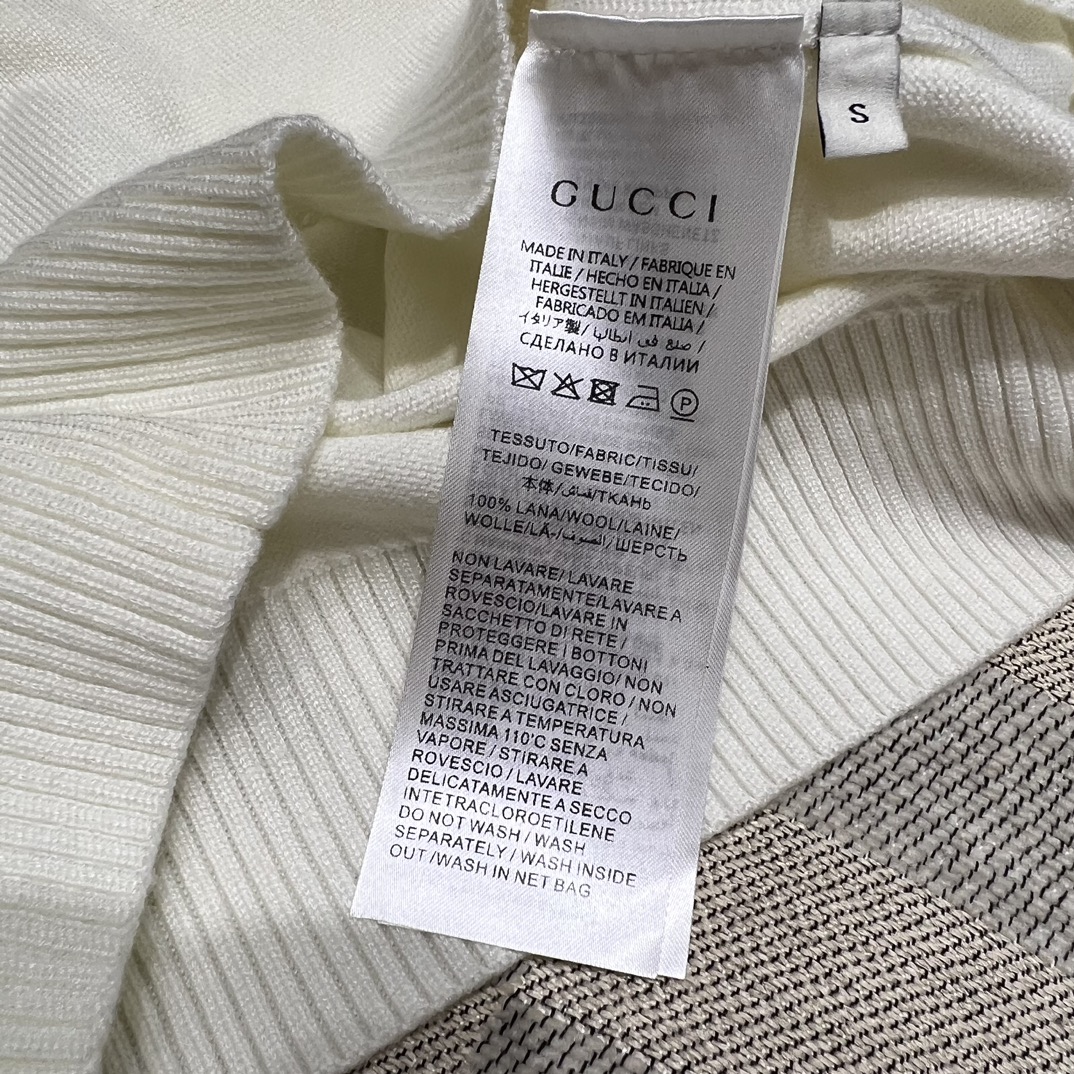 S
GUCCI
MADE IN ITALY / FABRIQUE EN
ITALIE / HECHO EN ITALIA /
HERGESTELLT IN ITALIEN /
FABRICADO EM ITALIA /
イタリア製 / صنع في ايطاليا /
СДЕЛАНО В ИТАЛИИ
P
TESSUTO/FABRIC/TISSU/
TEJIDO/ GEWEBE/TECIDO/
本体/قماش/ТКАНЬ
100% LANA/WOOL/LAINE/
WOLLE/LÃ-/الصوف/ШЕРСТЬ
NON LAVARE/ LAVARE
SEPARATAMENTE/LAVARE A
ROVESCIO/LAVARE IN
SACCHETTO DI RETE /
PROTEGGERE I BOTTONI
PRIMA DEL LAVAGGIO/ NON
TRATTARE CON CLORO / NON
USARE ASCIUGATRICE /
STIRARE A TEMPERATURA
MASSIMA 110'C SENZA
VAPORE / STIRARE A
ROVESCIO / LAVARE
DELICATAMENTE A SECCO
INTETRACLOROETILENE
DO NOT WASH / WASH
SEPARATELY / WASH INSIDE
OUT /WASH IN NET BAG